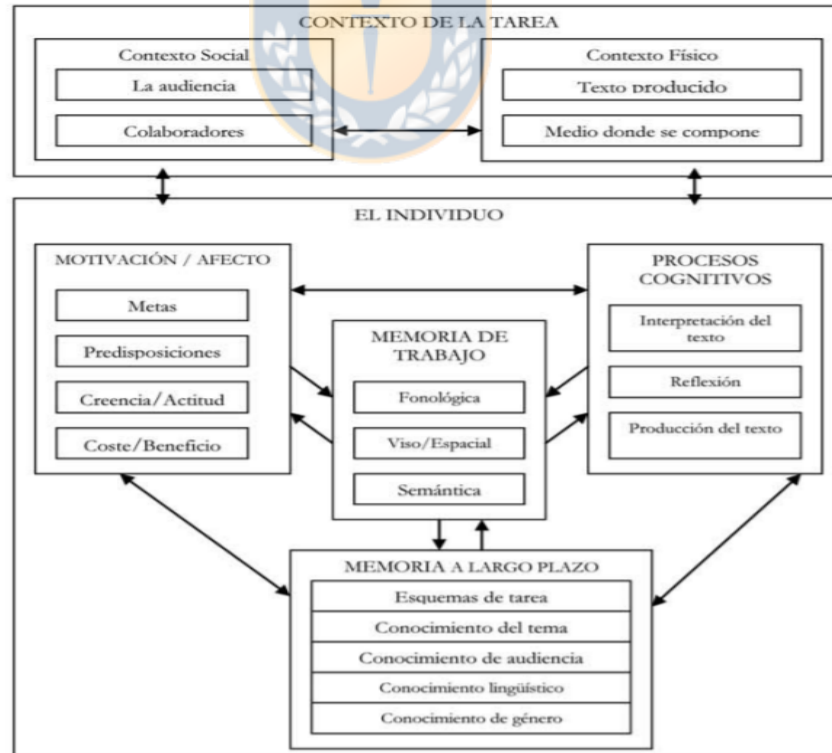 CONTEXTO DE LA TAREA
Contexto Social
La audiencia
Colaboradores
Contexto Físico
Texto producido
Medio donde se compone
EL INDIVIDUO
MOTIVACIÓN / AFECTO
Metas
Predisposiciones
Creencia/Actitud
Coste/Beneficio
MEMORIA DE
TRABAJO
Fonológica
Viso/Espacial
Semántica
PROCESOS
COGNITIVOS
Interpretación del
texto
Reflexión
Producción del texto
MEMORIA A LARGO PLAZO
Esquemas de tarea
Conocimiento del tema
Conocimiento de audiencia
Conocimiento lingüístico
Conocimiento de género